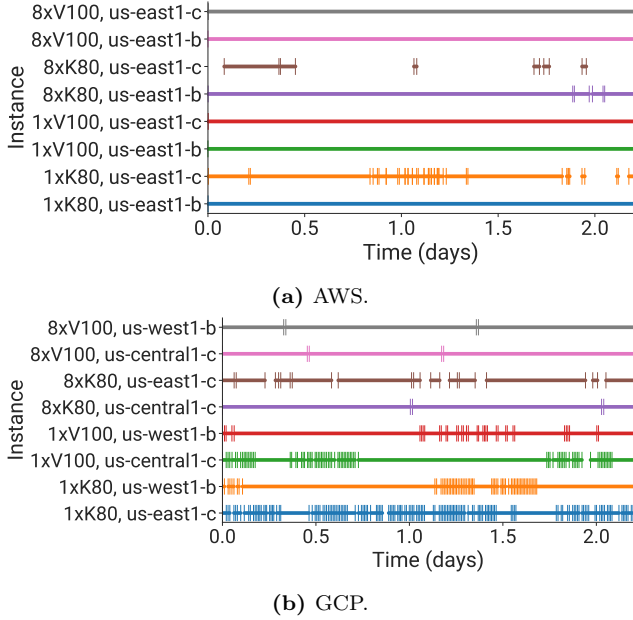 Instance
8xV100, us-east1-c
8xV100, us-east1-b
8xK80, us-east1-c
8xK80, us-east1-b
1xV100, us-east1-c
1xV100, us-east1-b
1xK80, us-east1-c
1xK80, us-east1-b
0.0 0.5 1.0 1.5 2.0
Time (days)
(a) AWS.
Instance
8xV100, us-west1-b
8xV100, us-central1-c
8xK80, us-east1-c
8xK80, us-central1-c
1xV100, us-west1-b
1xV100, us-central1-c
1xK80, us-west1-b
1xK80, us-east1-c
0.0 0.5 1.0 1.5 2.0
Time (days)
(b) GCP.